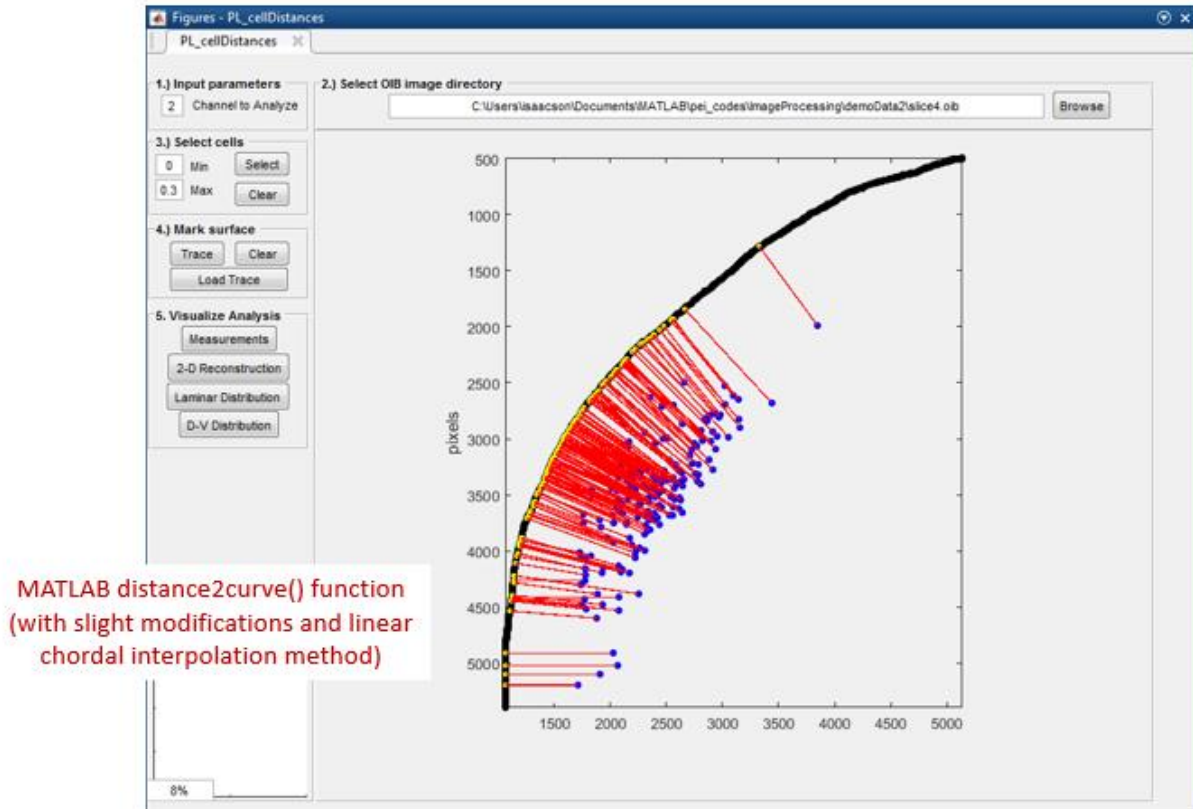 Figures - PL_cellDistances
PL_cellDistances
1.) Input parameters
2 Channel to Analyze
2.) Select OIB image directory
C:\Users\isaacson\Documents\MATLAB\pei_codes\ImageProcessing\demoData2\slice4.oib
Browse
3.) Select cells
0 Min Select
0.3 Max Clear
4.) Mark surface
Trace Clear
Load Trace
5. Visualize Analysis
Measurements
2-D Reconstruction
Laminar Distribution
D-V Distribution
500
1000
1500
2000
2500
3000
3500
4000
4500
5000
pixels
1500 2000 2500 3000 3500 4000 4500 5000
MATLAB distance2curve() function
(with slight modifications and linear
chordal interpolation method)
8%